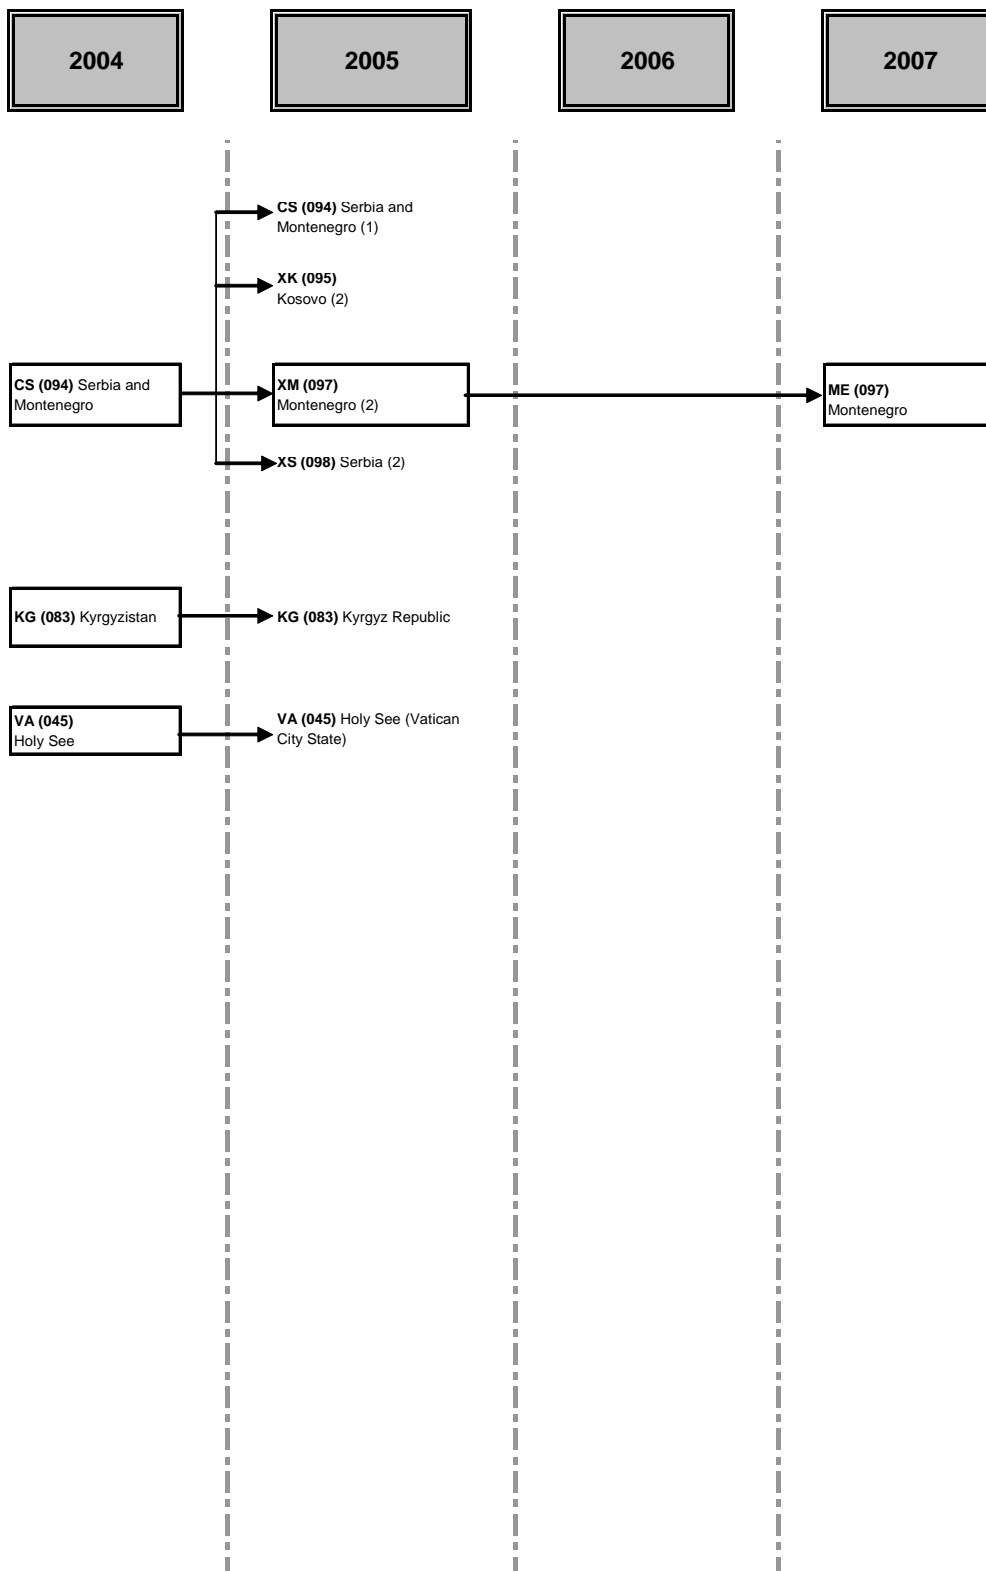 2004
2005
2006
2007
CS (094) Serbia and
Montenegro (1)
XK (095)
Kosovo (2)
CS (094) Serbia and
Montenegro
XM (097)
Montenegro (2)
ME (097)
Montenegro
XS (098) Serbia (2)
KG (083) Kyrgyzistan
KG (083) Kyrgyz Republic
VA (045)
Holy See
VA (045) Holy See (Vatican
City State)